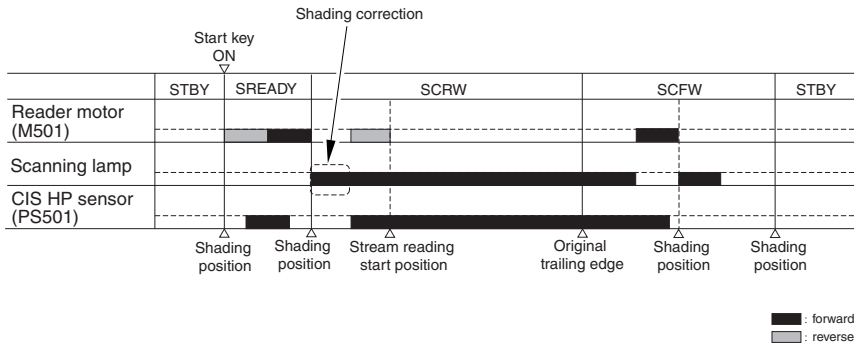 Shading correction
Start key
ON
STBY SREADY SCRW SCFW STBY
Reader motor
(M501)
Scanning lamp
CIS HP sensor
(PS501)
Shading
position
Shading
position
Stream reading
start position
Original
trailing edge
Shading
position
Shading
position
: forward
: reverse